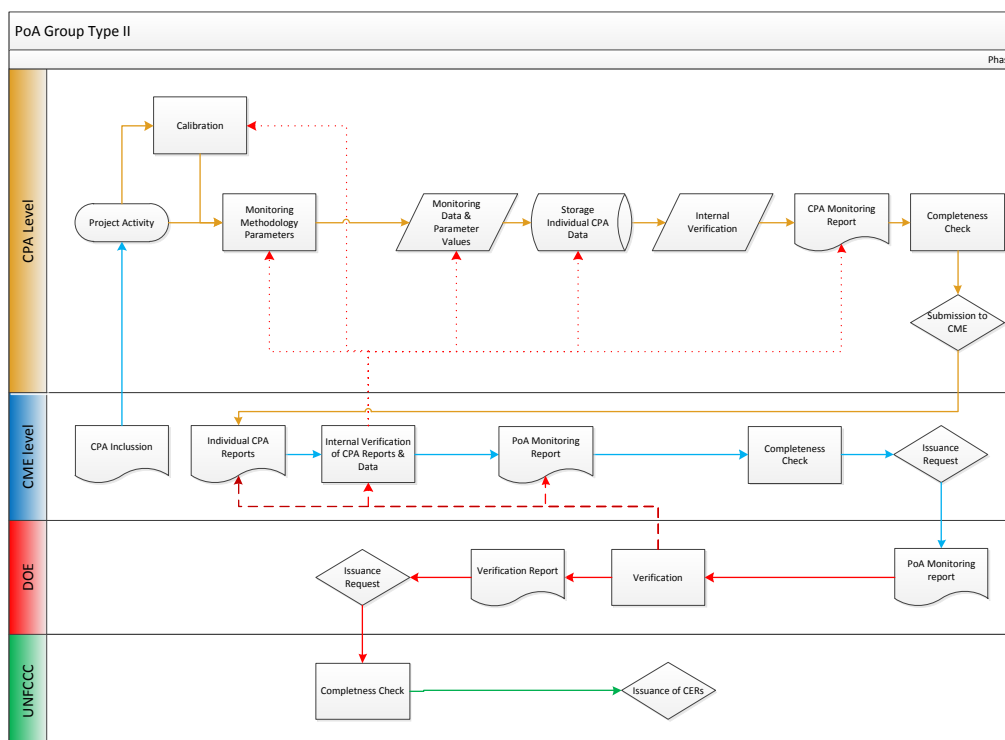 PoA Group Type II
Phas
CPA Level
Calibration
Project Activity
Monitoring
Methodology
Parameters
Monitoring
Data &
Parameter
Values
Storage
Individual CPA
Data
Internal
Verification
CPA Monitoring
Report
Completeness
Check
Submission to
CME
CME level
CPA Inclussion
Individual CPA
Reports
Internal Verification
of CPA Reports &
Data
PoA Monitoring
Report
Completeness
Check
Issuance
Request
DOE
Issuance
Request
Verification Report
Verification
PoA Monitoring
report
UNFCCC
Completness Check
Issuance of CERs